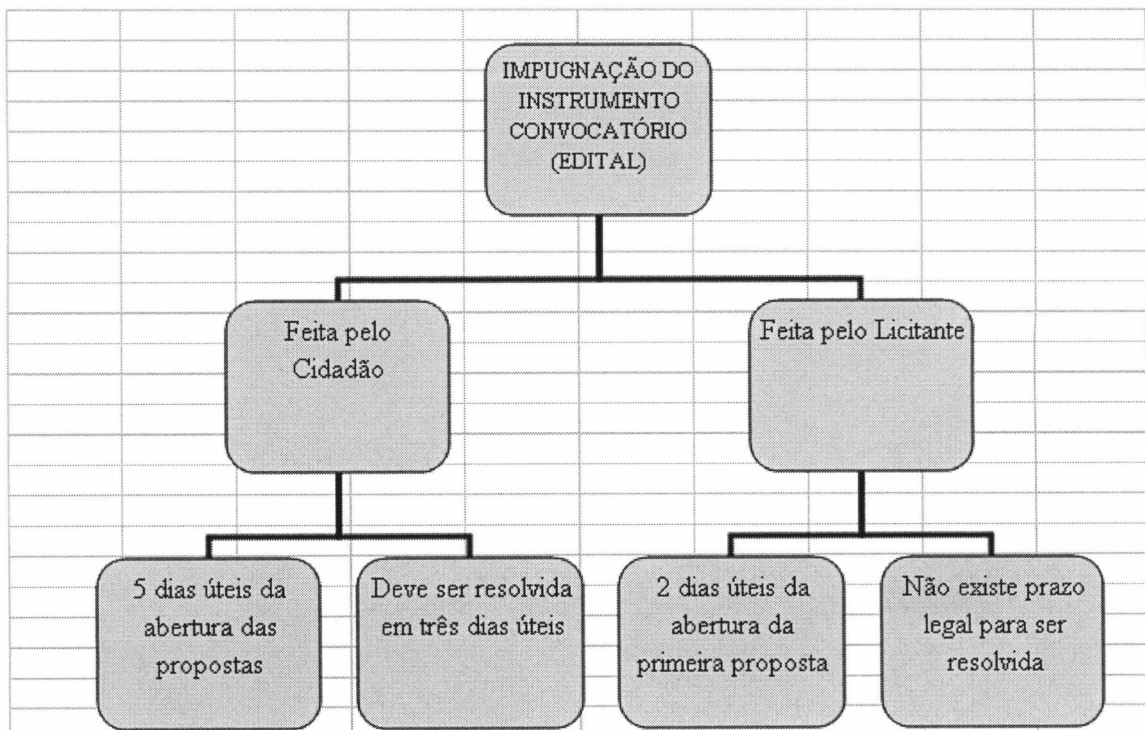 IMPUGNAÇÃO DO
INSTRUMENTO
CONVOCATÓRIO
(EDITAL)
Feita pelo
Cidadão
Feita pelo Licitante
5 dias úteis da
abertura das
propostas
Deve ser resolvida
em três dias úteis
2 dias úteis da
abertura da
primeira proposta
Não existe prazo
legal para ser
resolvida